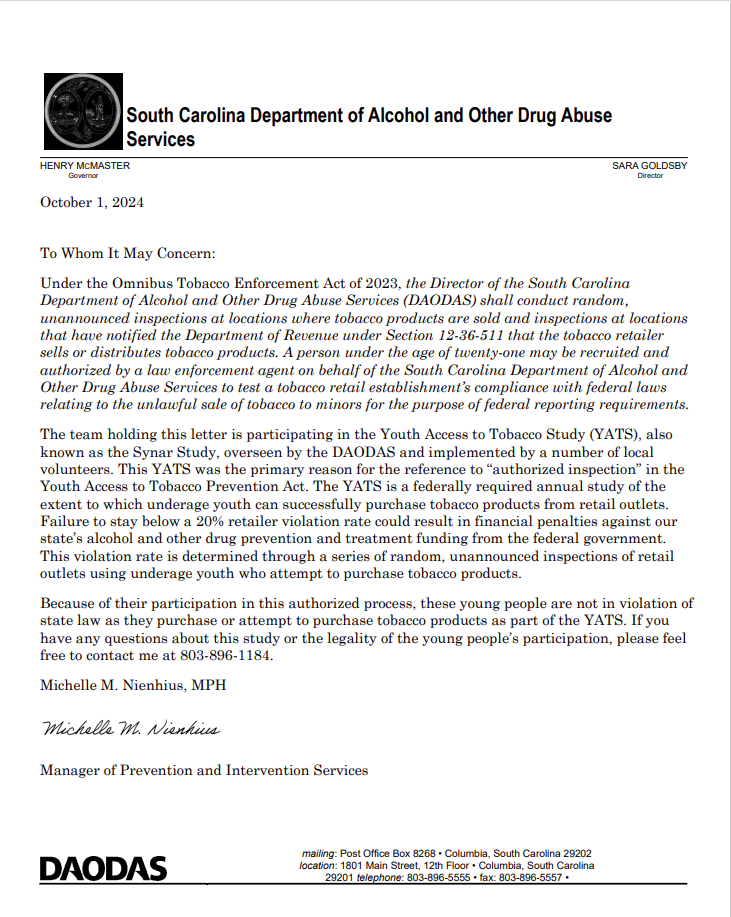 South Carolina Department of Alcohol and Other Drug Abuse
Services
HENRY MCMASTER
Governor
SARA GOLDSBY
Director
October 1, 2024
To Whom It May Concern:
Under the Omnibus Tobacco Enforcement Act of 2023, the Director of the South Carolina
Department of Alcohol and Other Drug Abuse Services (DAODAS) shall conduct random,
unannounced inspections at locations where tobacco products are sold and inspections at locations
that have notified the Department of Revenue under Section 12-36-511 that the tobacco retailer
sells or distributes tobacco products. A person under the age of twenty-one may be recruited and
authorized by a law enforcement agent on behalf of the South Carolina Department of Alcohol and
Other Drug Abuse Services to test a tobacco retail establishment's compliance with federal laws
relating to the unlawful sale of tobacco to minors for the purpose of federal reporting requirements.
The team holding this letter is participating in the Youth Access to Tobacco Study (YATS), also
known as the Synar Study, overseen by the DAODAS and implemented by a number of local
volunteers. This YATS was the primary reason for the reference to “authorized inspection” in the
Youth Access to Tobacco Prevention Act. The YATS is a federally required annual study of the
extent to which underage youth can successfully purchase tobacco products from retail outlets.
Failure to stay below a 20% retailer violation rate could result in financial penalties against our
state's alcohol and other drug prevention and treatment funding from the federal government.
This violation rate is determined through a series of random, unannounced inspections of retail
outlets using underage youth who attempt to purchase tobacco products.
Because of their participation in this authorized process, these young people are not in violation of
state law as they purchase or attempt to purchase tobacco products as part of the YATS. If you
have any questions about this study or the legality of the young people's participation, please feel
free to contact me at 803-896-1184.
Michelle M. Nienhius, MPH
Michelle M. Nienhius
Manager of Prevention and Intervention Services
DAODAS
mailing: Post Office Box 8268 • Columbia, South Carolina 29202
location: 1801 Main Street, 12th Floor • Columbia, South Carolina
29201 telephone: 803-896-5555 • fax: 803-896-5557 •